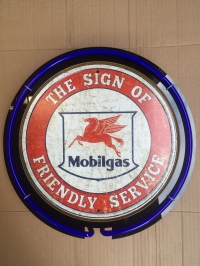 THE SIGN OF
Mobilgas
FRIENDLY SERVICE